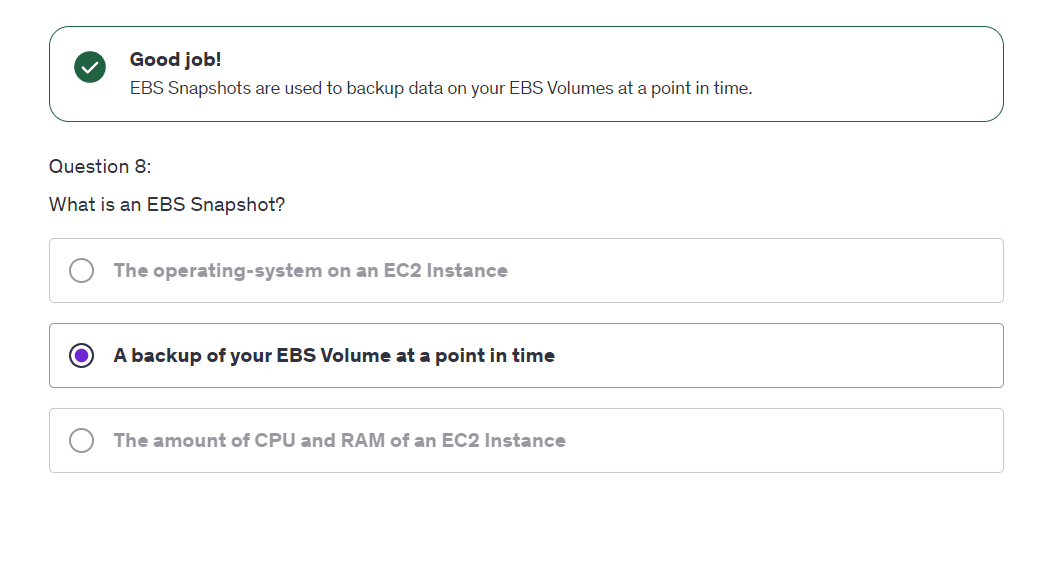 Good job!
EBS Snapshots are used to backup data on your EBS Volumes at a point in time.
Question 8:
What is an EBS Snapshot?
The operating-system on an EC2 Instance
A backup of your EBS Volume at a point in time
The amount of CPU and RAM of an EC2 Instance